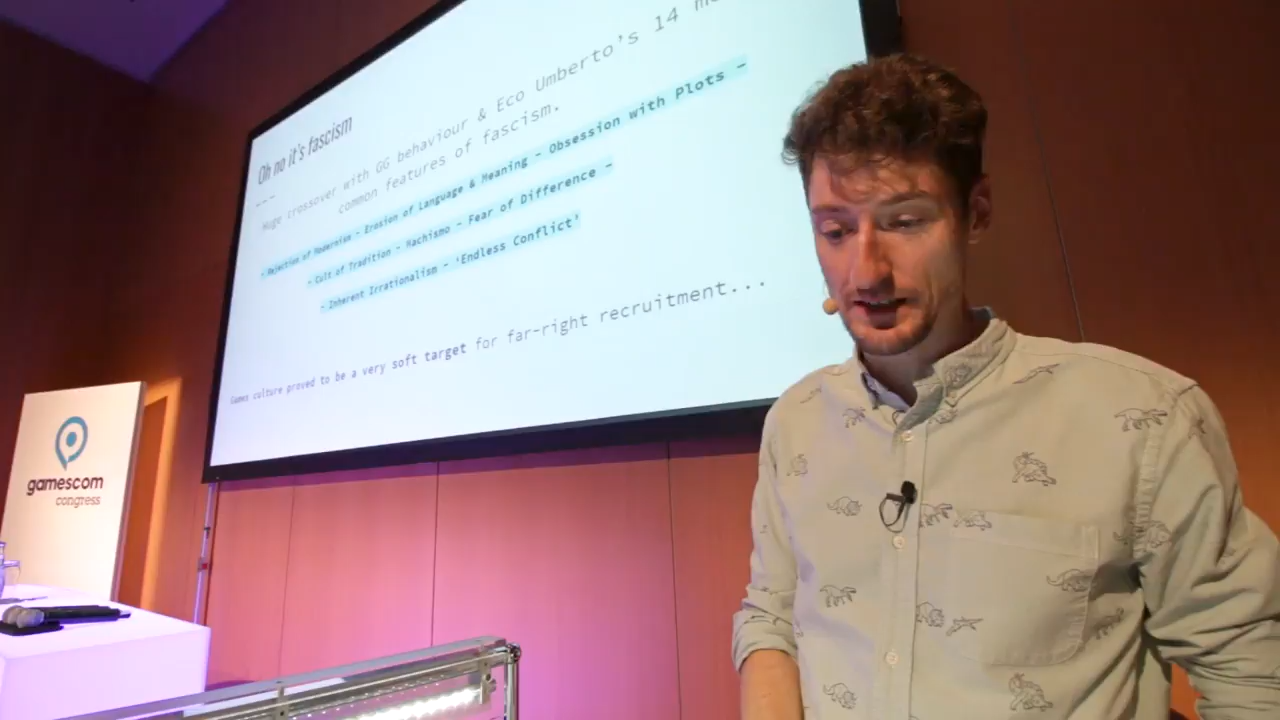 Oh no it's fascism
---
Huge crossover with GG behaviour & Eco Umberto's 14
common features of fascism.
- Rejection of Modernism - Erosion of Language & Meaning - Obsession with Plots -
- Cult of Tradition - Machismo - Fear of Difference -
- Inherent Irrationalism - 'Endless Conflict'
Games culture proved to be a very soft target for far-right recruitment...
gamescom
congress